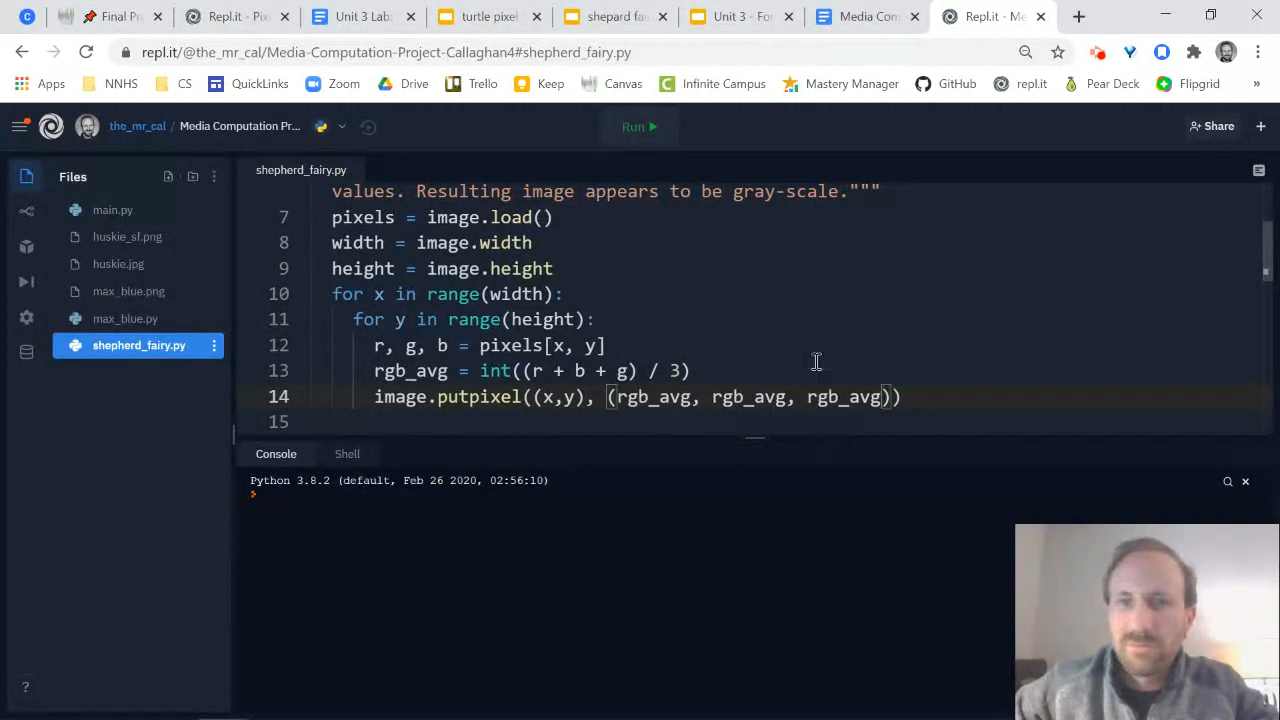 Final Pr
Repl.it - Pix
Unit 3 Lab:
turtle pixel
shepard fai
Unit 3 - For
Media Com
Repl.it - Me
repl.it/@the_mr_cal/Media-Computation-Project-Callaghan4#shepherd_fairy.py
Apps NNHS CS QuickLinks Zoom Drive Trello Keep Canvas Infinite Campus Mastery Manager GitHub repl.it Pear Deck Flipgrid »
the_mr_cal / Media Computation Pr... Run Share
Files
main.py
huskie_sf.png
huskie.jpg
max_blue.png
max_blue.py
shepherd_fairy.py
shepherd_fairy.py
values. Resulting image appears to be gray-scale."""
7 pixels = image.load()
8 width = image.width
9 height = image.height
10 for x in range(width):
11 for y in range(height):
12 r, g, b = pixels[x, y]
13 rgb_avg = int((r + b + g) / 3)
14 image.putpixel((x,y), (rgb_avg, rgb_avg, rgb_avg))
15
Console Shell
Python 3.8.2 (default, Feb 26 2020, 02:56:10)